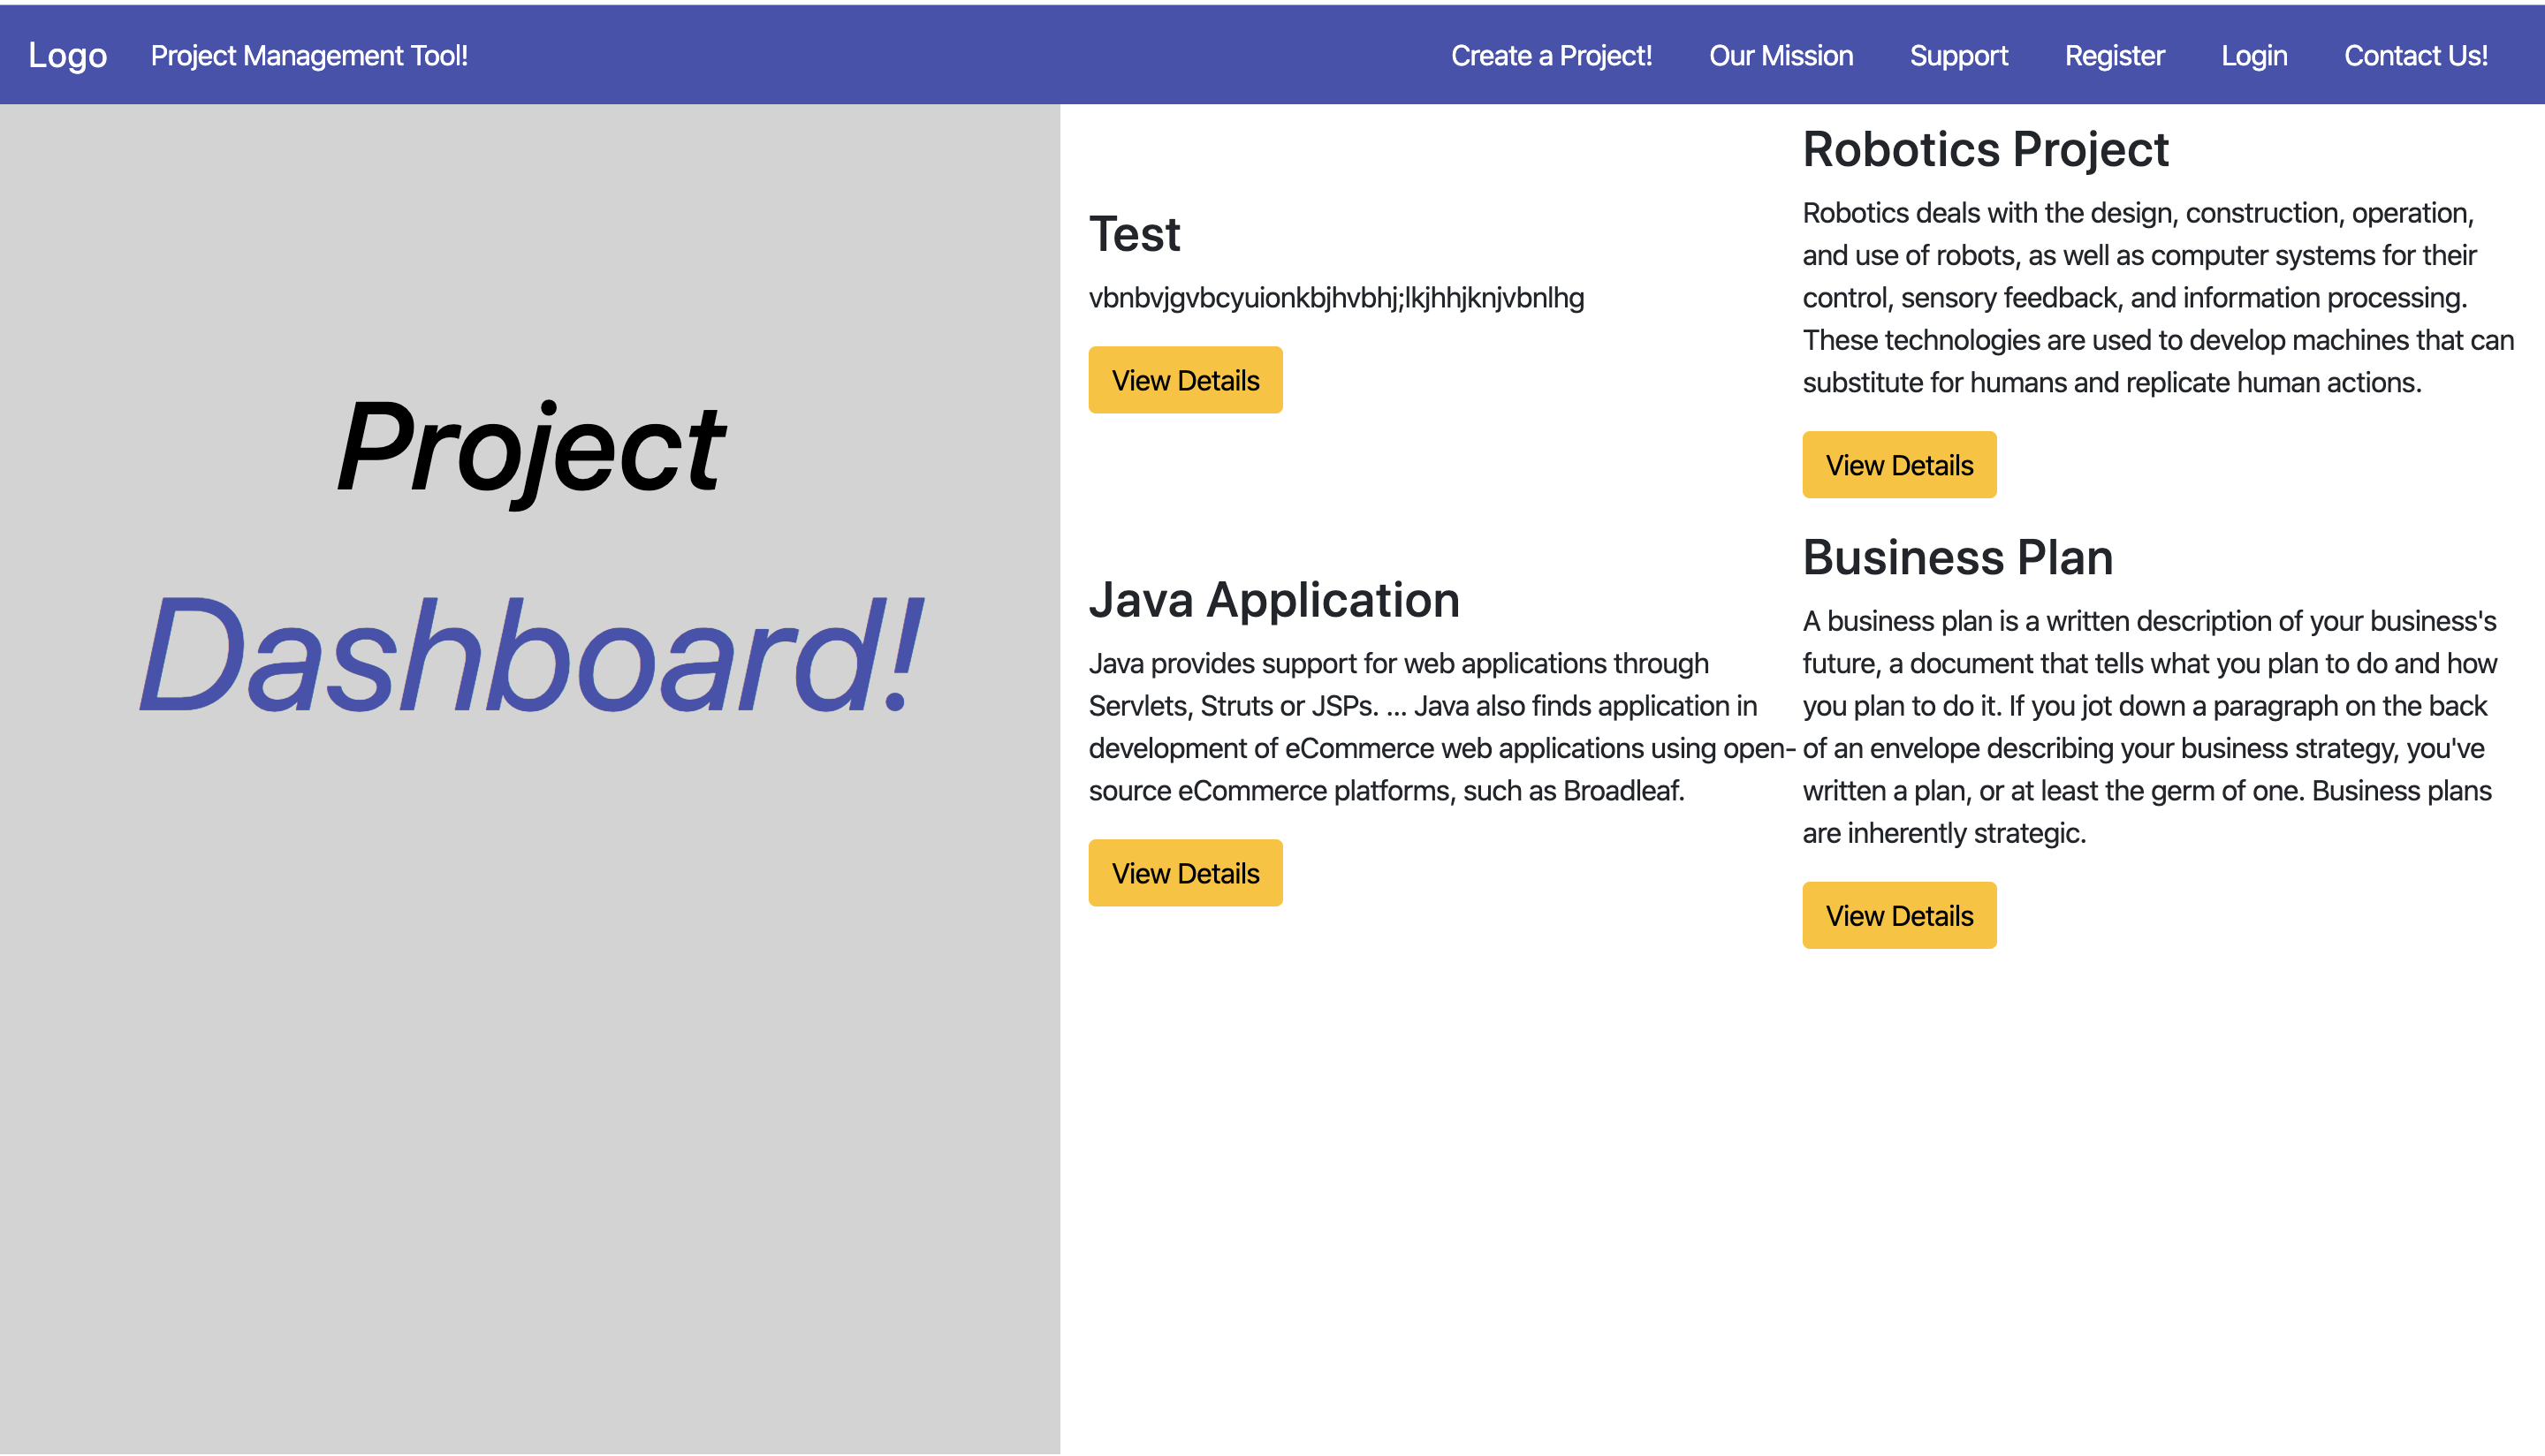 Logo
Project Management Tool!
Create a Project!
Our Mission
Support
Register
Login
Contact Us!
Project
Dashboard!
Test
vbnbvjgvbcyuionkbjhvbhj;lkjhhjknjvbnlhg
View Details
Robotics Project
Robotics deals with the design, construction, operation,
and use of robots, as well as computer systems for their
control, sensory feedback, and information processing.
These technologies are used to develop machines that can
substitute for humans and replicate human actions.
View Details
Java Application
Java provides support for web applications through
Servlets, Struts or JSPs. ... Java also finds application in
development of eCommerce web applications using open-
source eCommerce platforms, such as Broadleaf.
View Details
Business Plan
A business plan is a written description of your business's
future, a document that tells what you plan to do and how
you plan to do it. If you jot down a paragraph on the back
of an envelope describing your business strategy, you've
written a plan, or at least the germ of one. Business plans
are inherently strategic.
View Details